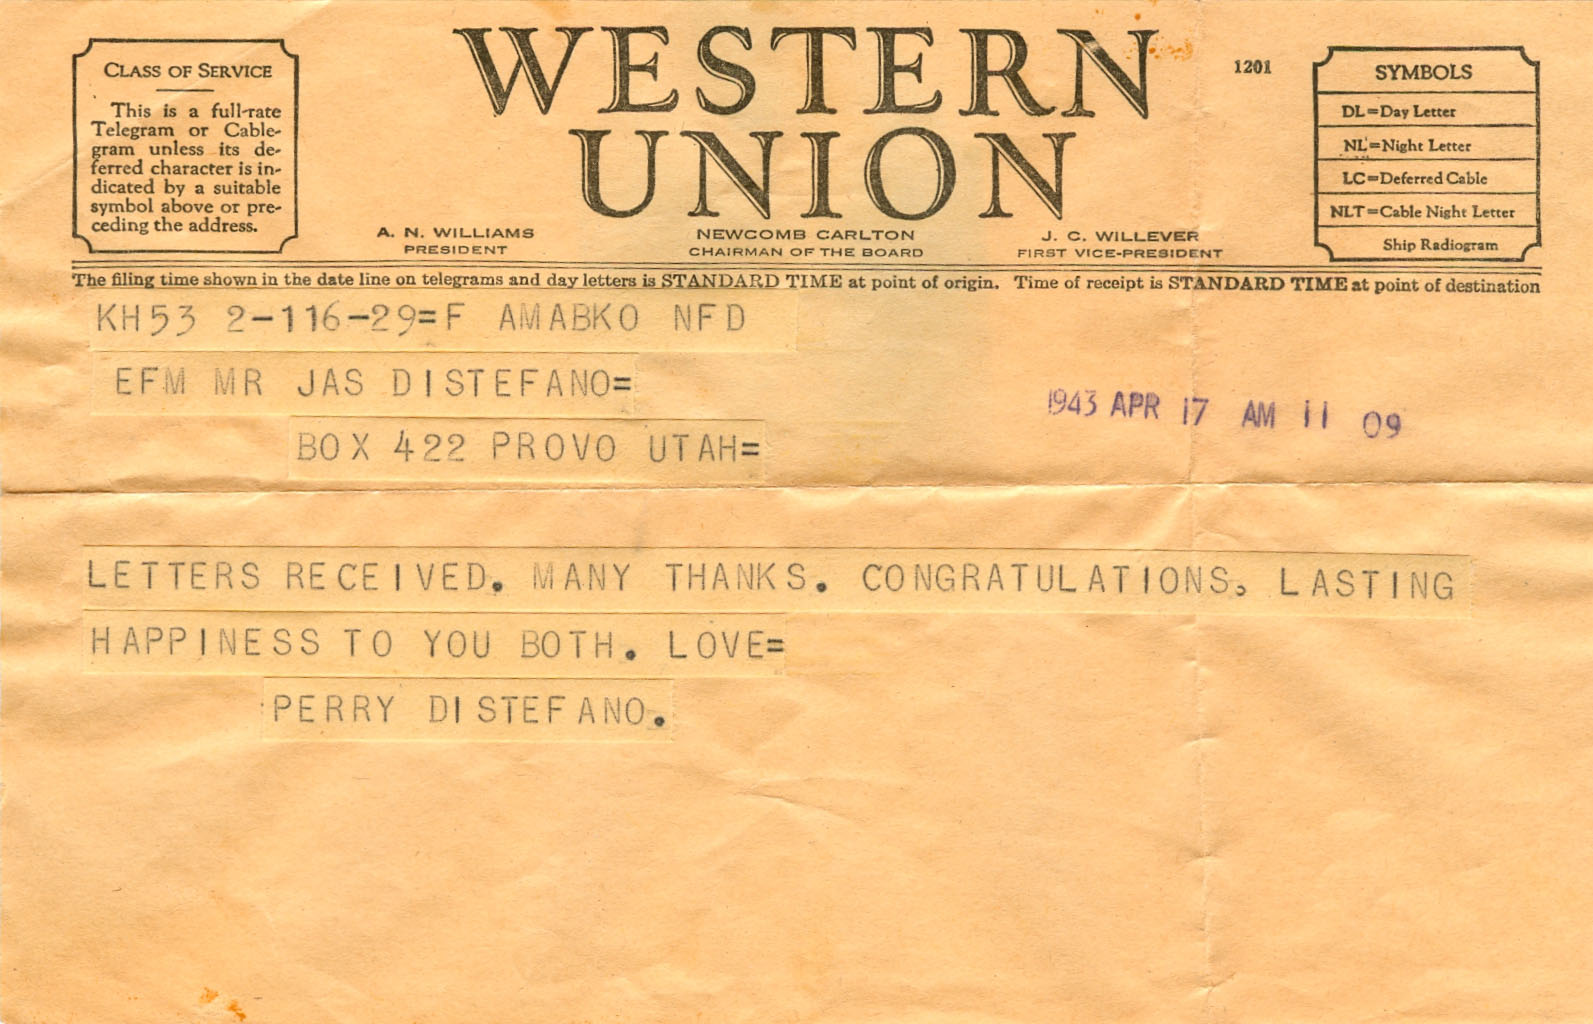 CLASS OF SERVICE
This is a full-rate
Telegram or Cable-
gram unless its de-
ferred character is in-
dicated by a suitable
symbol above or pre-
ceding the address.
WESTERN
UNION
1201
A. N. WILLIAMS
PRESIDENT
NEWCOMB CARLTON
CHAIRMAN OF THE BOARD
J. C. WILLEVER
FIRST VICE-PRESIDENT
SYMBOLS
DL=Day Letter
NL=Night Letter
LC=Deferred Cable
NLT=Cable Night Letter
Ship Radiogram
The filing time shown in the date line on telegrams and day letters is STANDARD TIME at point of origin. Time of receipt is STANDARD TIME at point of destination
KH53 2-116-29=F AMABKO NFD
EFM MR JAS DISTEFANO=
BOX 422 PROVO UTAH=
1943 APR 17 AM 11 09
LETTERS RECEIVED. MANY THANKS. CONGRATULATIONS. LASTING
HAPPINESS TO YOU BOTH. LOVE=
PERRY DISTEFANO.